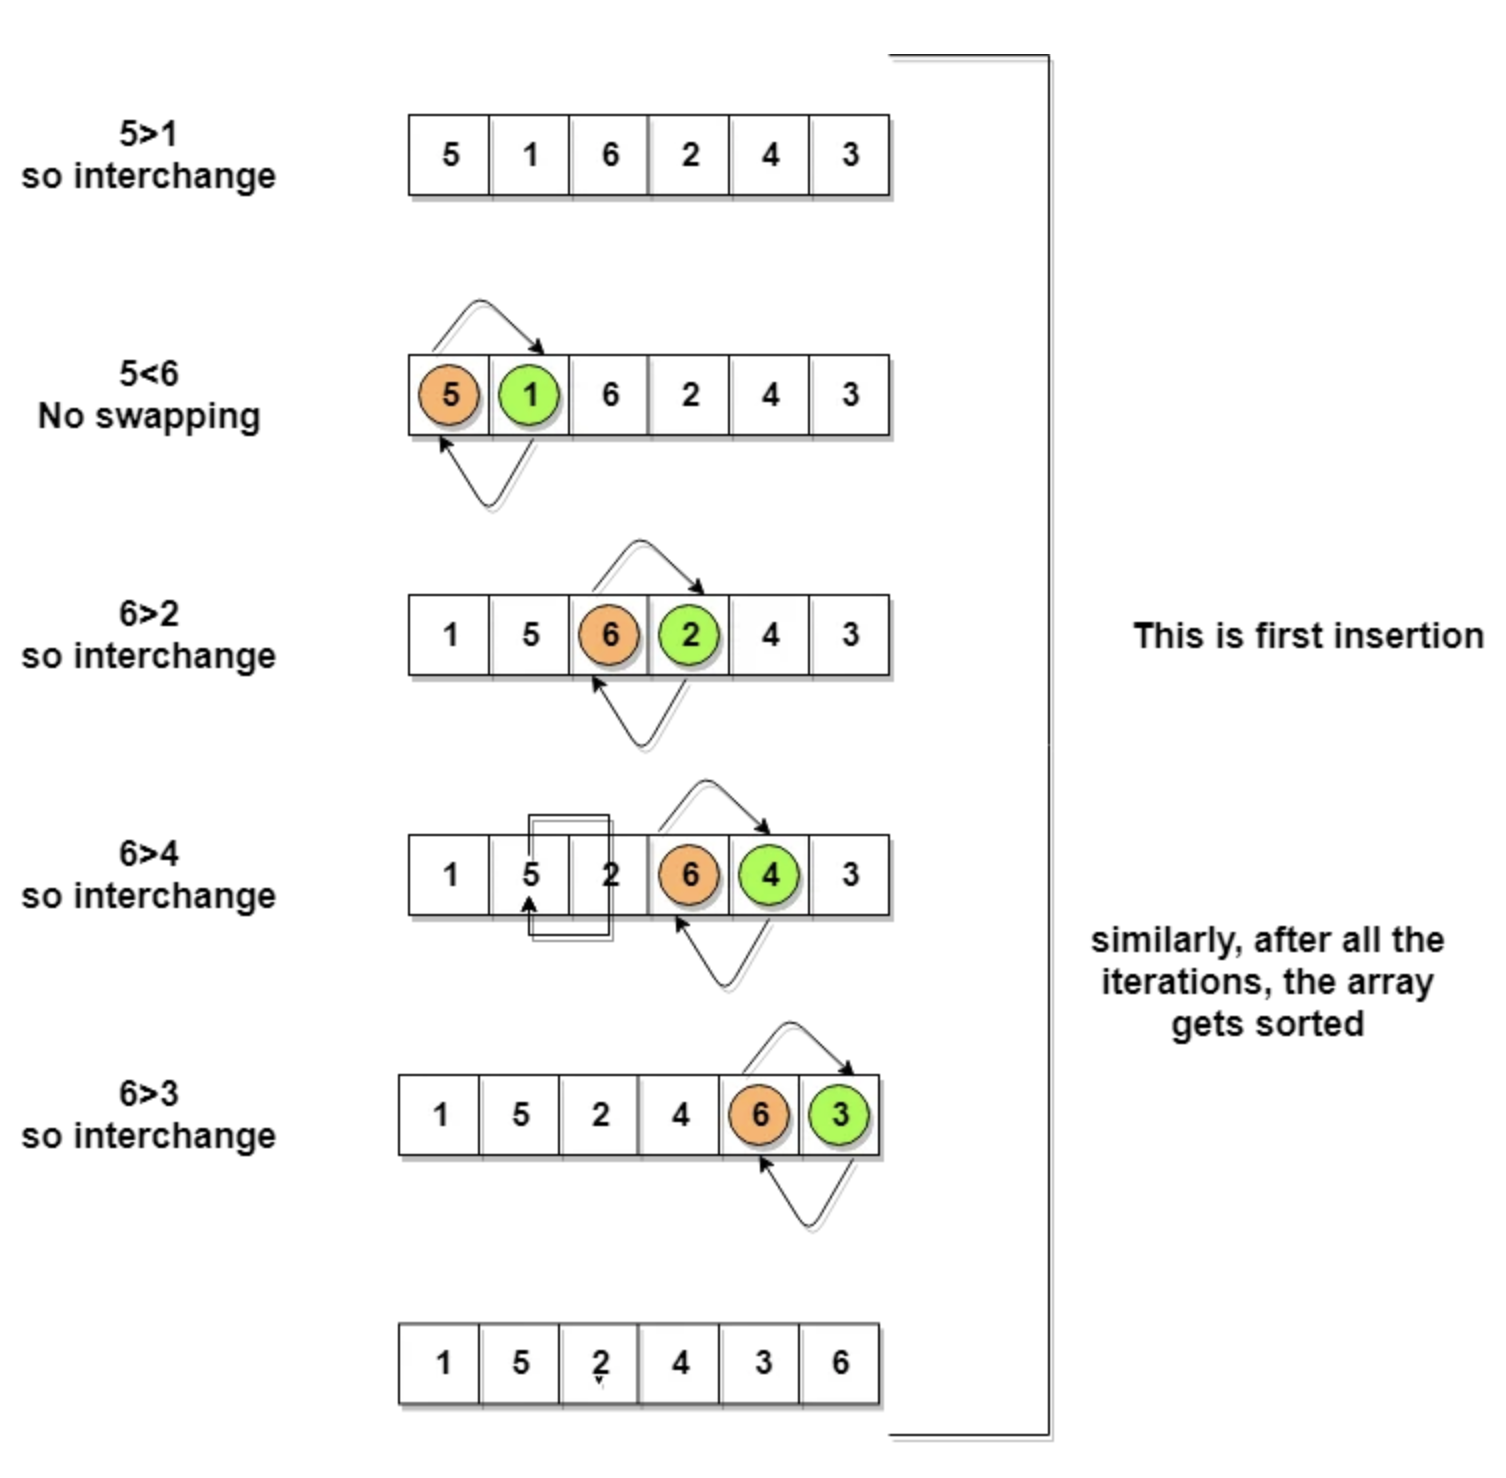 5>1
so interchange
5 1 6 2 4 3
5<6
No swapping
5 1 6 2 4 3
6>2
so interchange
1 5 6 2 4 3
This is first insertion
6>4
so interchange
1 5 2 6 4 3
similarly, after all the
iterations, the array
gets sorted
6>3
so interchange
1 5 2 4 6 3
1 5 2 4 3 6